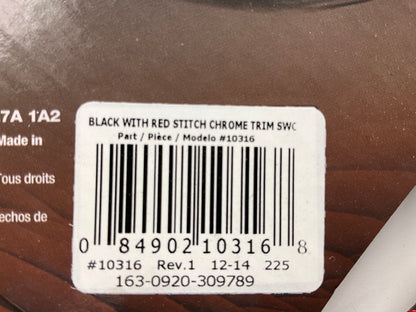 7A 1A2
Made in
Tous droits
echos de
BLACK WITH RED STITCH CHROME TRIM SWC
Part / Pièce / Modelo #10316
0 84902 10316 8
#10316 Rev.1 12-14 225
163-0920-309789